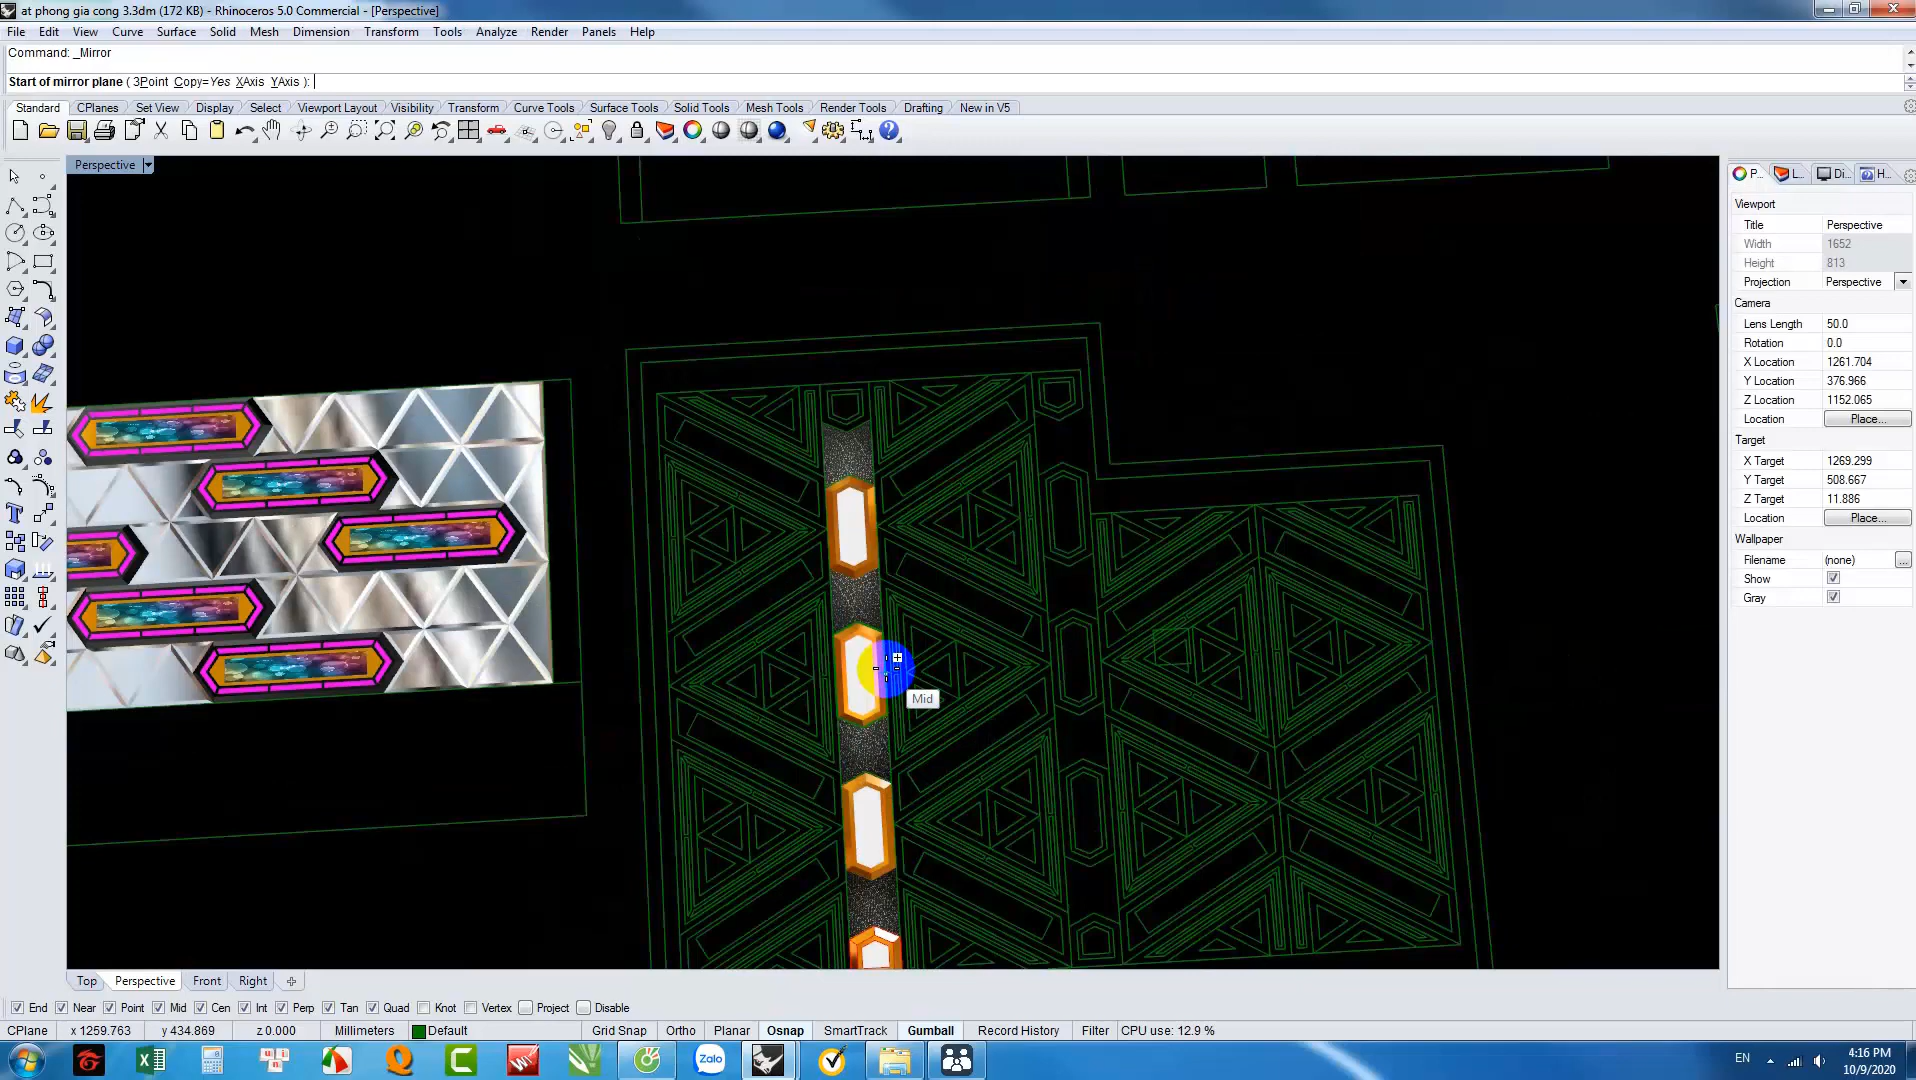 at phong gia cong 3.3dm (172 KB) - Rhinoceros 5.0 Commercial - [Perspective]
File Edit View Curve Surface Solid Mesh Dimension Transform Tools Analyze Render Panels Help
Command: _Mirror
Start of mirror plane ( 3Point Copy=Yes XAxis YAxis ):
Standard CPlanes Set View Display Select Viewport Layout Visibility Transform Curve Tools Surface Tools Solid Tools Mesh Tools Render Tools Drafting New in V5
Perspective
P... L... Di... H...
Viewport
Title Perspective
Width 1652
Height 813
Projection Perspective
Camera
Lens Length 50.0
Rotation 0.0
X Location 1261.704
Y Location 376.966
Z Location 1152.065
Location Place...
Target
X Target 1269.299
Y Target 508.667
Z Target 11.886
Location Place...
Wallpaper
Filename (none) ...
Show
Gray
Mid
Top Perspective Front Right
End Near Point Mid Cen Int Perp Tan Quad Knot Vertex Project Disable
CPlane x 1259.763 y 434.869 z 0.000 Millimeters Default Grid Snap Ortho Planar Osnap SmartTrack Gumball Record History Filter CPU use: 12.9 %
Zalo
EN
4:16 PM
10/9/2020